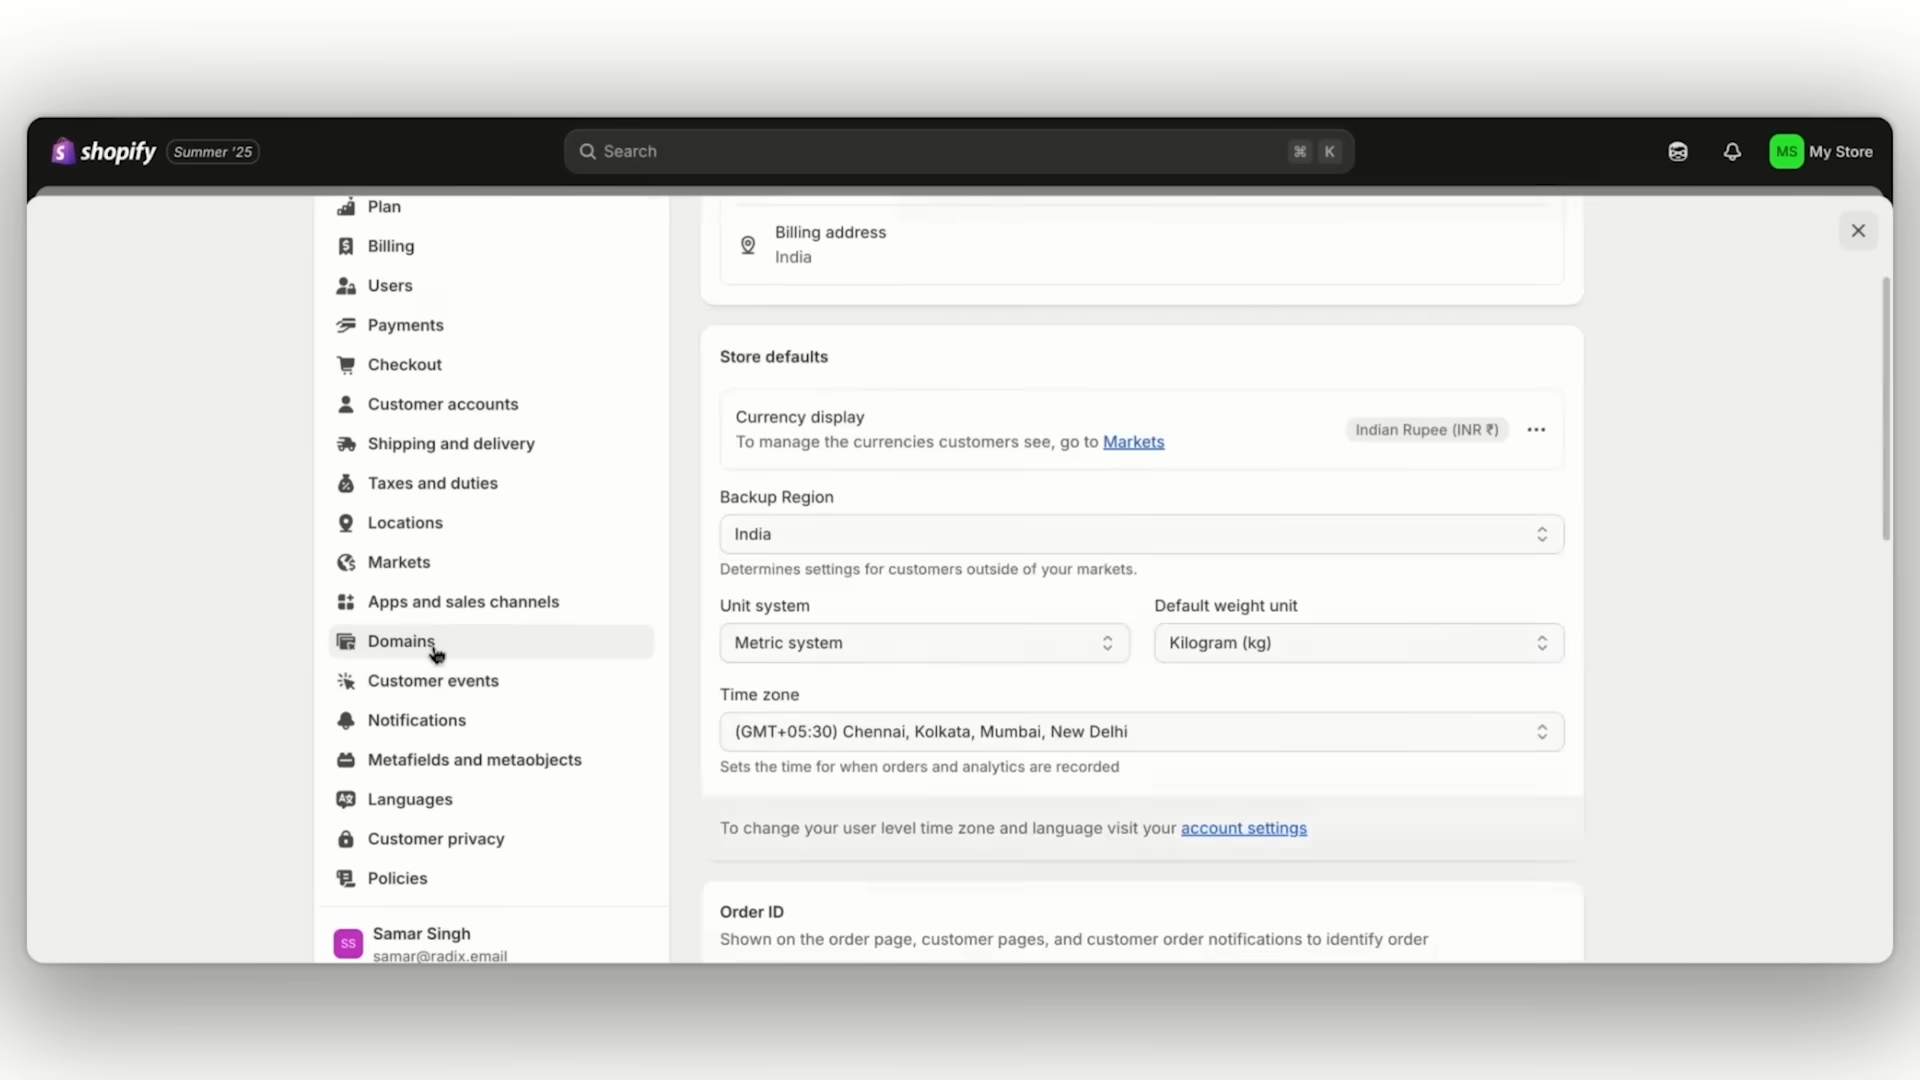 shopify Summer '25
Search ⌘ K
MS My Store
Plan
Billing
Users
Payments
Checkout
Customer accounts
Shipping and delivery
Taxes and duties
Locations
Markets
Apps and sales channels
Domains
Customer events
Notifications
Metafields and metaobjects
Languages
Customer privacy
Policies
SS Samar Singh
samar@radix.email
Billing address
India
Store defaults
Currency display
To manage the currencies customers see, go to Markets
Indian Rupee (INR ₹)
Backup Region
India
Determines settings for customers outside of your markets.
Unit system
Metric system
Default weight unit
Kilogram (kg)
Time zone
(GMT+05:30) Chennai, Kolkata, Mumbai, New Delhi
Sets the time for when orders and analytics are recorded
To change your user level time zone and language visit your account settings
Order ID
Shown on the order page, customer pages, and customer order notifications to identify order